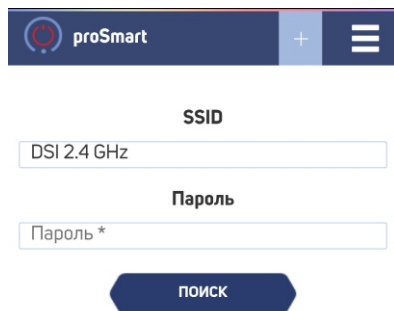 proSmart
+
SSID
DSI 2.4 GHz
Пароль
Пароль *
ПОИСК